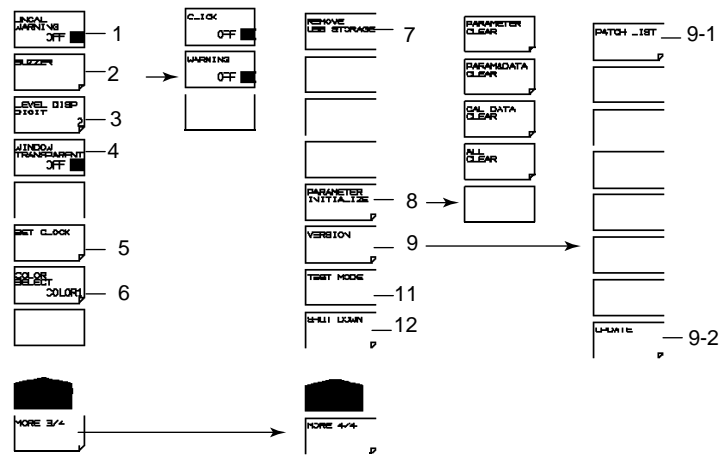 UNCAL
WARNING
OFF
1
BUZZER
2
LEVEL DISP
DIGIT
2
3
WINDOW
TRANSPARENT
OFF
4
SET CLOCK
5
COLOR
SELECT
COLOR1
6
MORE 3/4
CLICK
OFF
WARNING
OFF
REMOVE
USB STORAGE
7
PARAMETER
INITIALIZE
8
VERSION
9
TEST MODE
11
SHUT DOWN
12
MORE 4/4
PARAMETER
CLEAR
PARAM&DATA
CLEAR
CAL DATA
CLEAR
ALL
CLEAR
PATCH LIST
9-1
UPDATE
9-2